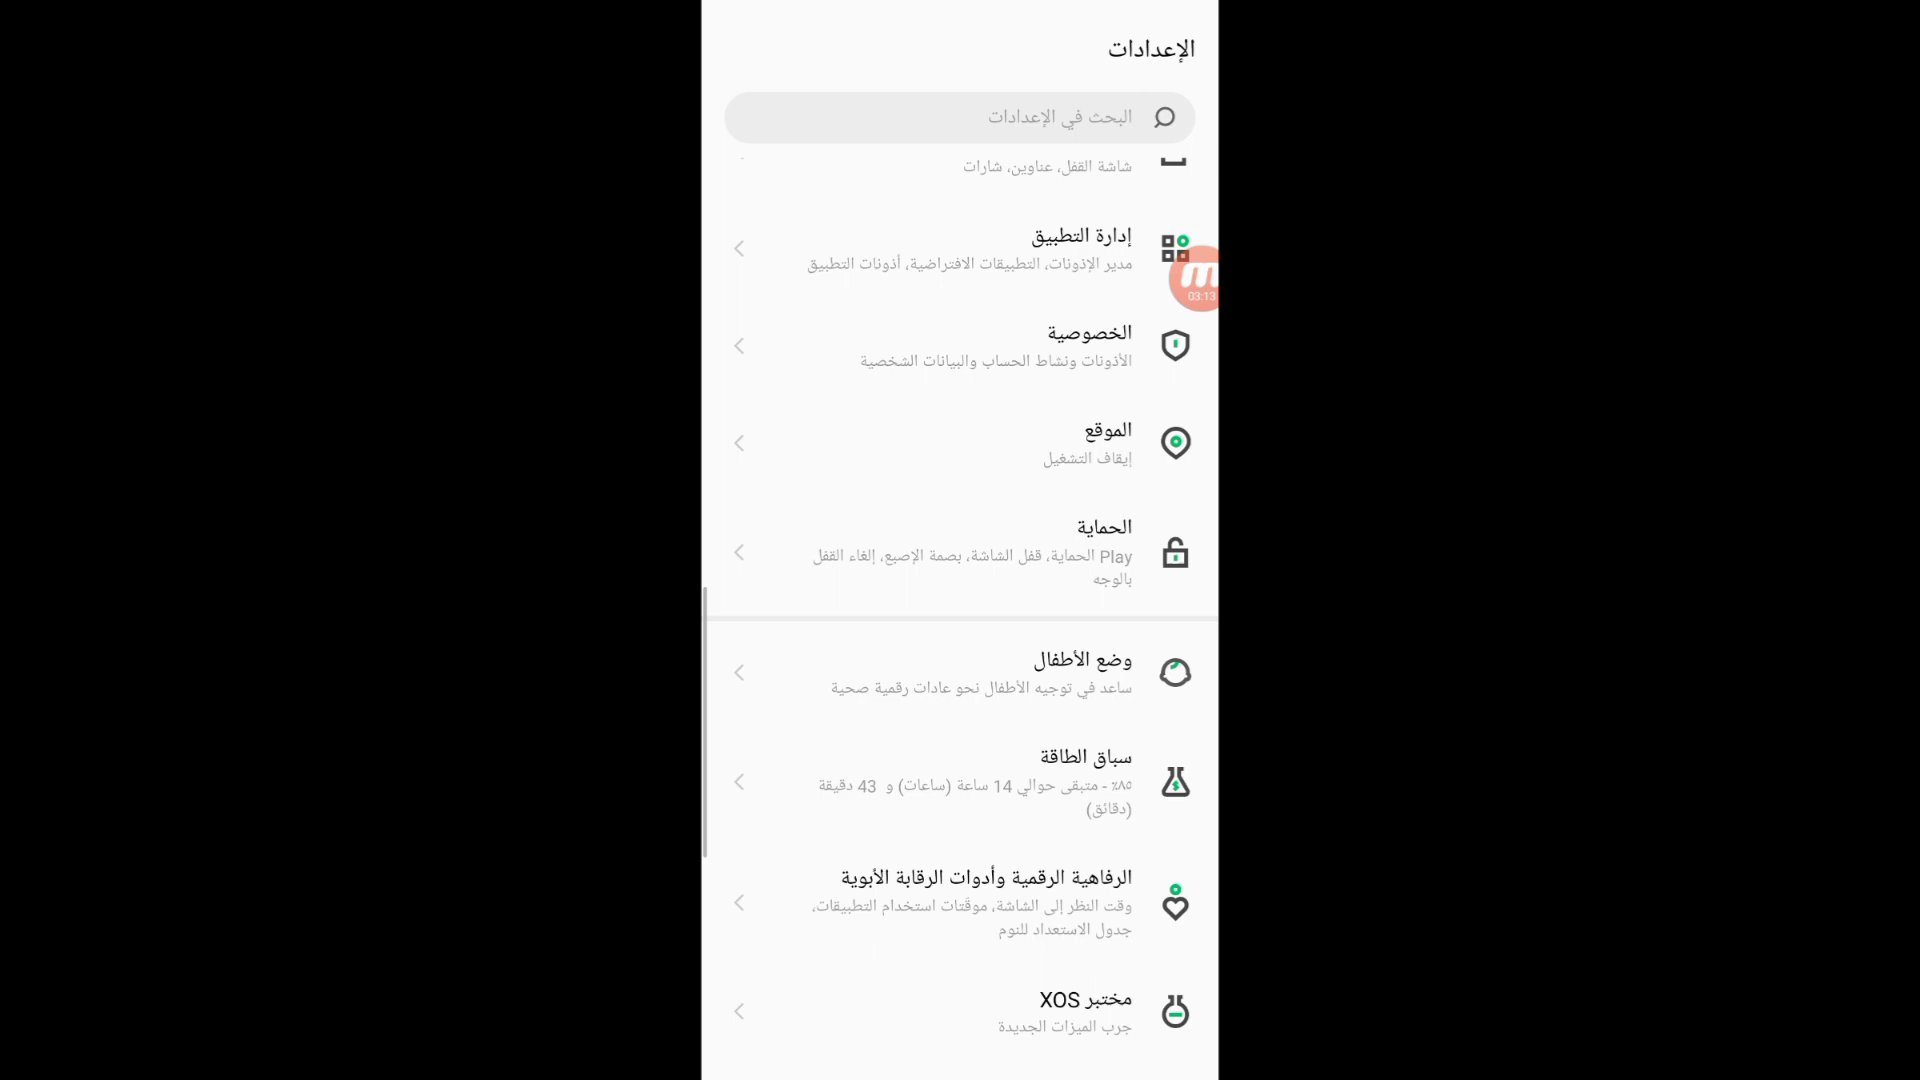 الإعدادات
البحث في الإعدادات
شاشة القفل، عناوين، شارات
إدارة التطبيق
مدير الإذونات، التطبيقات الافتراضية، أذونات التطبيق
03:13
الخصوصية
الأذونات ونشاط الحساب والبيانات الشخصية
الموقع
إيقاف التشغيل
الحماية
Play الحماية، قفل الشاشة، بصمة الإصبع، إلغاء القفل
بالوجه
وضع الأطفال
ساعد في توجيه الأطفال نحو عادات رقمية صحية
سباق الطاقة
٨٥٪ - متبقى حوالي 14 ساعة (ساعات) و 43 دقيقة
(دقائق)
الرفاهية الرقمية وأدوات الرقابة الأبوية
وقت النظر إلى الشاشة، موقّتات استخدام التطبيقات،
جدول الاستعداد للنوم
مختبر XOS
جرب الميزات الجديدة